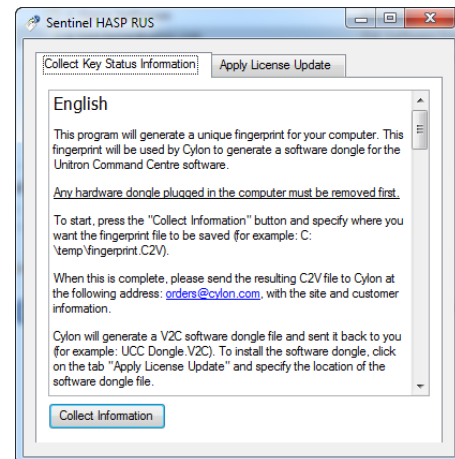 Sentinel HASP RUS
Collect Key Status Information
Apply License Update
English
This program will generate a unique fingerprint for your computer. This
fingerprint will be used by Cylon to generate a software dongle for the
Unitron Command Centre software.
Any hardware dongle plugged in the computer must be removed first.
To start, press the "Collect Information" button and specify where you
want the fingerprint file to be saved (for example: C:
\temp\fingerprint.C2V).
When this is complete, please send the resulting C2V file to Cylon at
the following address: orders@cylon.com, with the site and customer
information.
Cylon will generate a V2C software dongle file and sent it back to you
(for example: UCC Dongle.V2C). To install the software dongle, click
on the tab "Apply License Update" and specify the location of the
software dongle file.
Collect Information